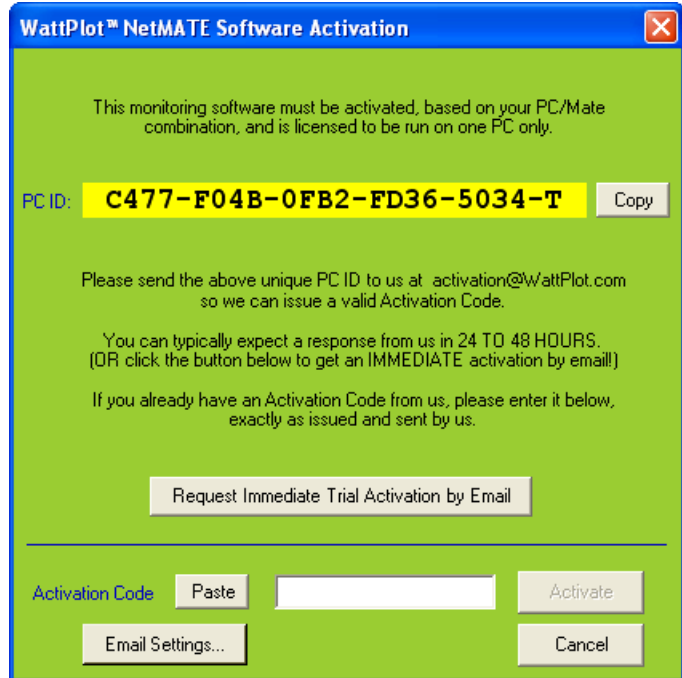 WattPlot™ NetMATE Software Activation
This monitoring software must be activated, based on your PC/Mate
combination, and is licensed to be run on one PC only.
PC ID: C477-F04B-0FB2-FD36-5034-T Copy
Please send the above unique PC ID to us at activation@WattPlot.com
so we can issue a valid Activation Code.
You can typically expect a response from us in 24 TO 48 HOURS.
(OR click the button below to get an IMMEDIATE activation by email!)
If you already have an Activation Code from us, please enter it below,
exactly as issued and sent by us.
Request Immediate Trial Activation by Email
Activation Code Paste Activate
Email Settings... Cancel